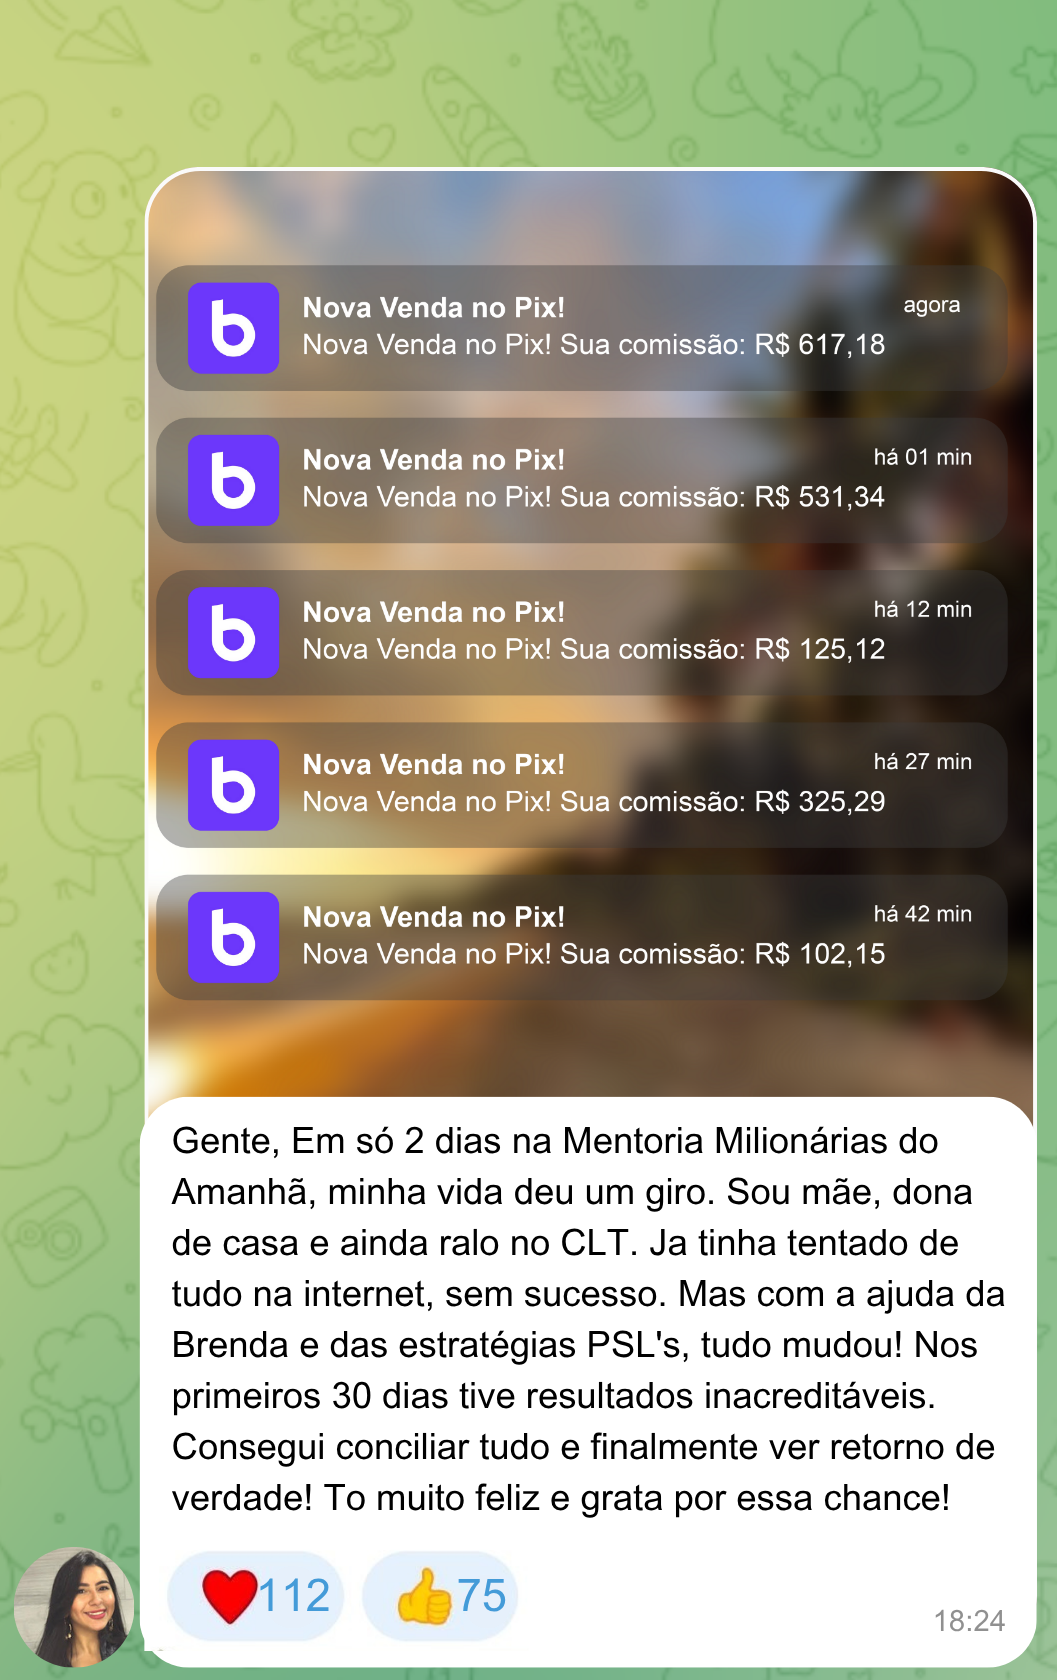 Nova Venda no Pix!
agora
Nova Venda no Pix! Sua comissão: R$ 617,18
Nova Venda no Pix!
há 01 min
Nova Venda no Pix! Sua comissão: R$ 531,34
Nova Venda no Pix!
há 12 min
Nova Venda no Pix! Sua comissão: R$ 125,12
Nova Venda no Pix!
há 27 min
Nova Venda no Pix! Sua comissão: R$ 325,29
Nova Venda no Pix!
há 42 min
Nova Venda no Pix! Sua comissão: R$ 102,15
Gente, Em só 2 dias na Mentoria Milionárias do
Amanhã, minha vida deu um giro. Sou mãe, dona
de casa e ainda ralo no CLT. Ja tinha tentado de
tudo na internet, sem sucesso. Mas com a ajuda da
Brenda e das estratégias PSL's, tudo mudou! Nos
primeiros 30 dias tive resultados inacreditáveis.
Consegui conciliar tudo e finalmente ver retorno de
verdade! To muito feliz e grata por essa chance!
112
75
18:24